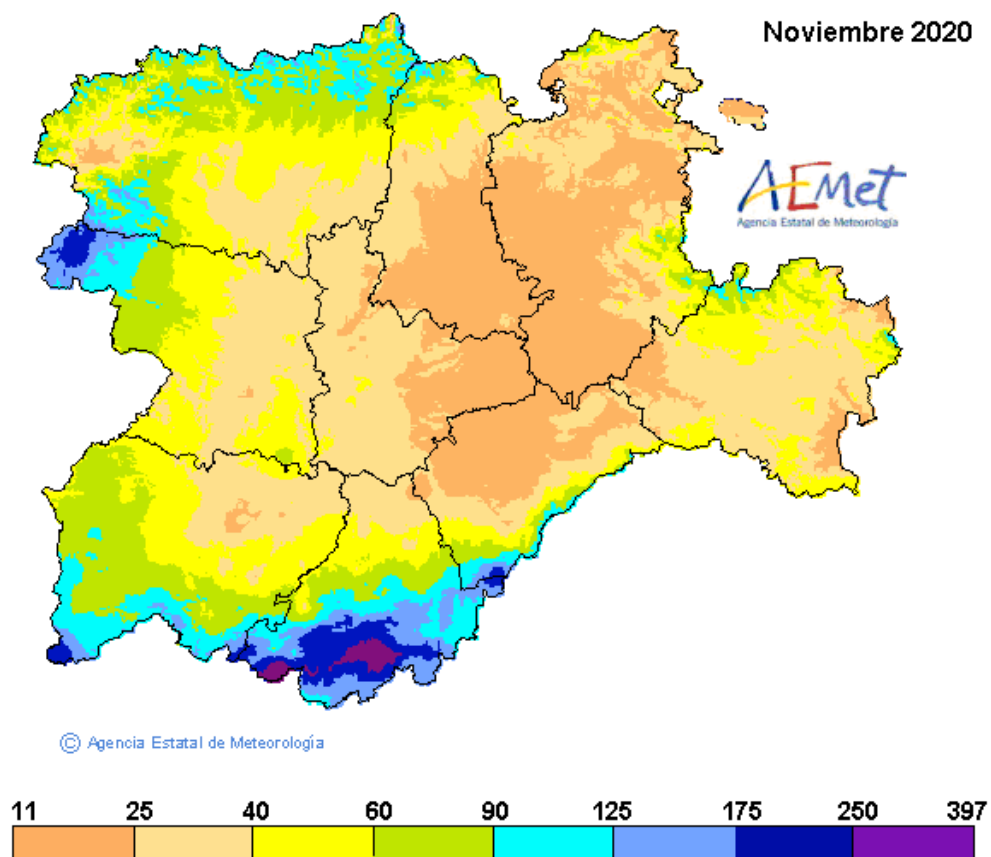 Noviembre 2020
AEMet
Agencia Estatal de Meteorología
© Agencia Estatal de Meteorología
11 25 40 60 90 125 175 250 397